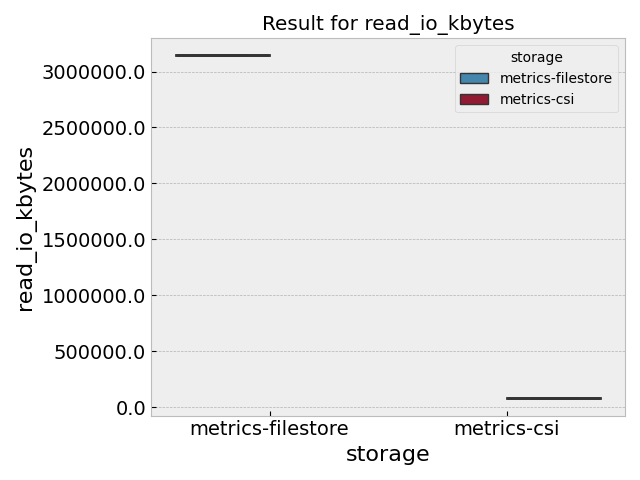 Result for read_io_kbytes
storage
metrics-filestore
metrics-csi
read_io_kbytes
3000000.0
2500000.0
2000000.0
1500000.0
1000000.0
500000.0
0.0
metrics-filestore
metrics-csi
storage